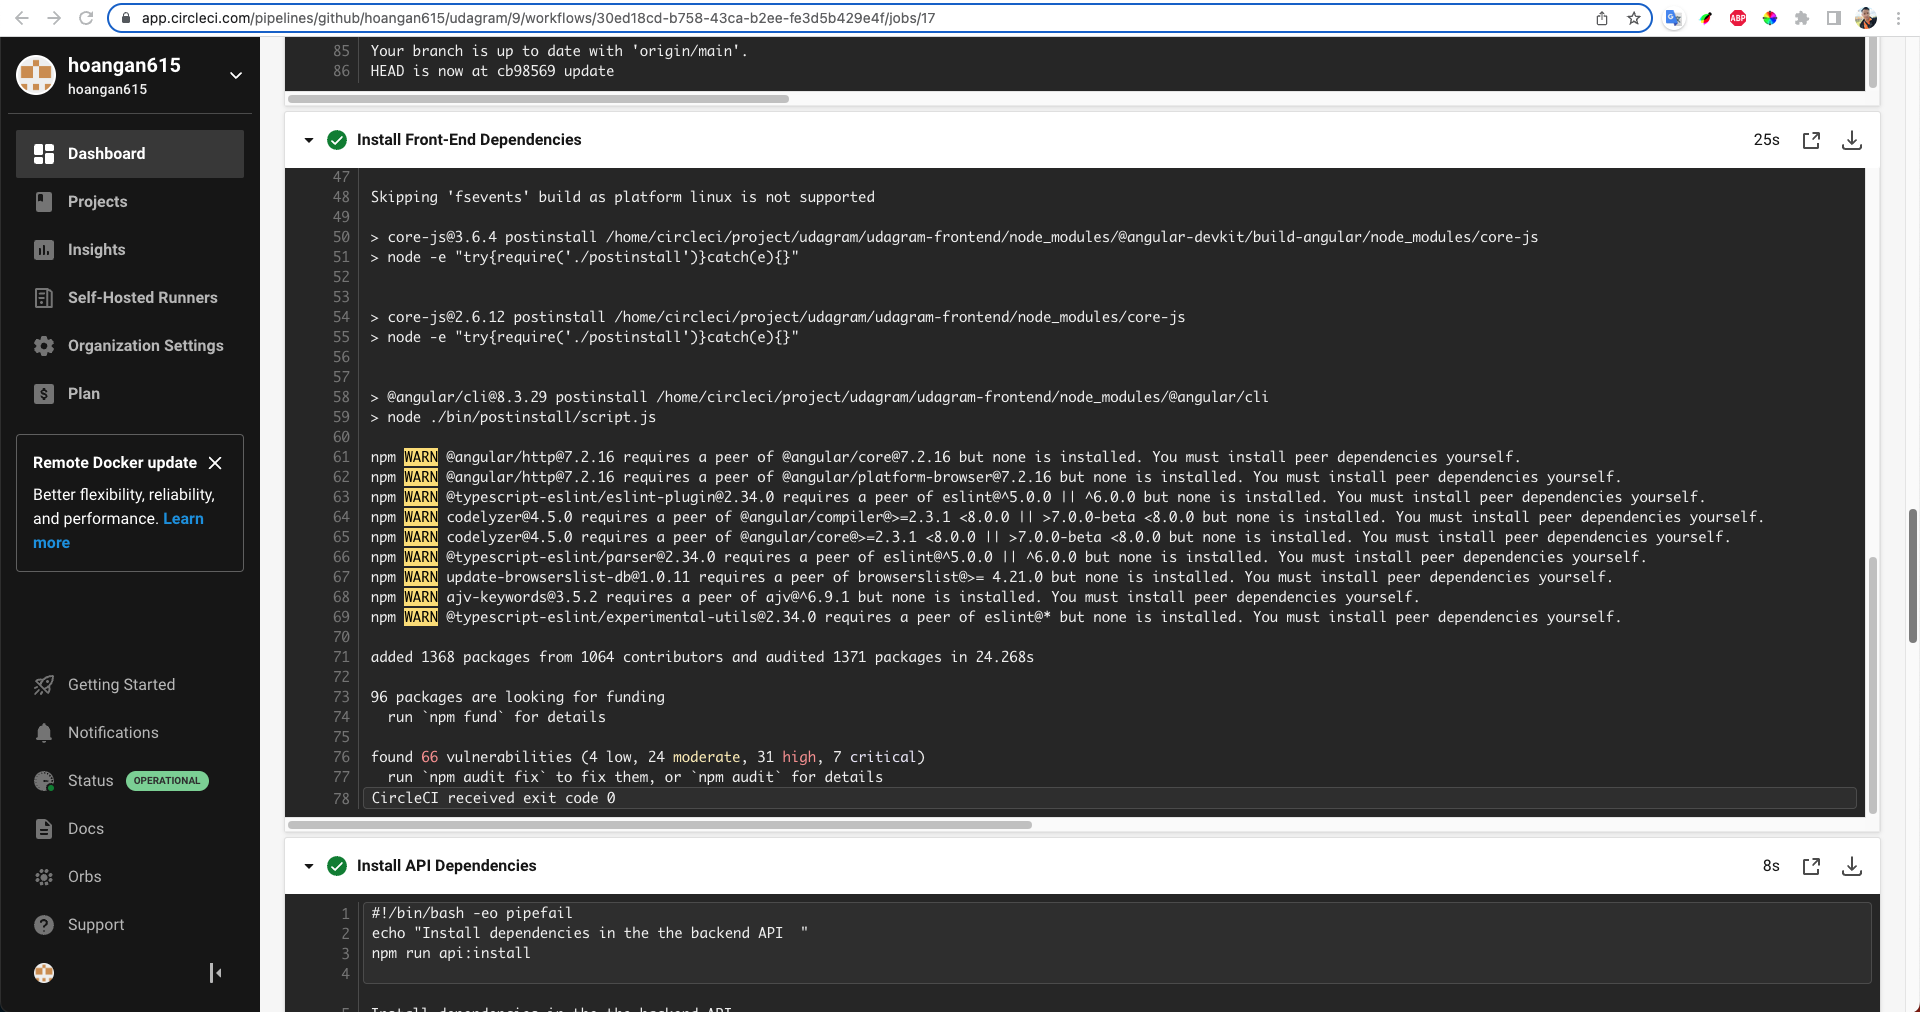 app.circleci.com/pipelines/github/hoangan615/udagram/9/workflows/30ed18cd-b758-43ca-b2ee-fe3d5b429e4f/jobs/17
ABP
hoangan615
hoangan615
Dashboard
Projects
Insights
Self-Hosted Runners
Organization Settings
Plan
Remote Docker update
Better flexibility, reliability,
and performance. Learn
more
Getting Started
Notifications
Status OPERATIONAL
Docs
Orbs
Support
85 Your branch is up to date with 'origin/main'.
86 HEAD is now at cb98569 update
Install Front-End Dependencies 25s
47
48 Skipping 'fsevents' build as platform linux is not supported
49
50 > core-js@3.6.4 postinstall /home/circleci/project/udagram/udagram-frontend/node_modules/@angular-devkit/build-angular/node_modules/core-js
51 > node -e "try{require('./postinstall')}catch(e){}"
52
53
54 > core-js@2.6.12 postinstall /home/circleci/project/udagram/udagram-frontend/node_modules/core-js
55 > node -e "try{require('./postinstall')}catch(e){}"
56
57
58 > @angular/cli@8.3.29 postinstall /home/circleci/project/udagram/udagram-frontend/node_modules/@angular/cli
59 > node ./bin/postinstall/script.js
60
61 npm WARN @angular/http@7.2.16 requires a peer of @angular/core@7.2.16 but none is installed. You must install peer dependencies yourself.
62 npm WARN @angular/http@7.2.16 requires a peer of @angular/platform-browser@7.2.16 but none is installed. You must install peer dependencies yourself.
63 npm WARN @typescript-eslint/eslint-plugin@2.34.0 requires a peer of eslint@^5.0.0 || ^6.0.0 but none is installed. You must install peer dependencies yourself.
64 npm WARN codelyzer@4.5.0 requires a peer of @angular/compiler@>=2.3.1 <8.0.0 || >7.0.0-beta <8.0.0 but none is installed. You must install peer dependencies yourself.
65 npm WARN codelyzer@4.5.0 requires a peer of @angular/core@>=2.3.1 <8.0.0 || >7.0.0-beta <8.0.0 but none is installed. You must install peer dependencies yourself.
66 npm WARN @typescript-eslint/parser@2.34.0 requires a peer of eslint@^5.0.0 || ^6.0.0 but none is installed. You must install peer dependencies yourself.
67 npm WARN update-browserslist-db@1.0.11 requires a peer of browserslist@>= 4.21.0 but none is installed. You must install peer dependencies yourself.
68 npm WARN ajv-keywords@3.5.2 requires a peer of ajv@^6.9.1 but none is installed. You must install peer dependencies yourself.
69 npm WARN @typescript-eslint/experimental-utils@2.34.0 requires a peer of eslint@* but none is installed. You must install peer dependencies yourself.
70
71 added 1368 packages from 1064 contributors and audited 1371 packages in 24.268s
72
73 96 packages are looking for funding
74 run `npm fund` for details
75
76 found 66 vulnerabilities (4 low, 24 moderate, 31 high, 7 critical)
77 run `npm audit fix` to fix them, or `npm audit` for details
78 CircleCI received exit code 0
Install API Dependencies 8s
1 #!/bin/bash -eo pipefail
2 echo "Install dependencies in the the backend API "
3 npm run api:install
4
5 Install dependencies in the the backend API